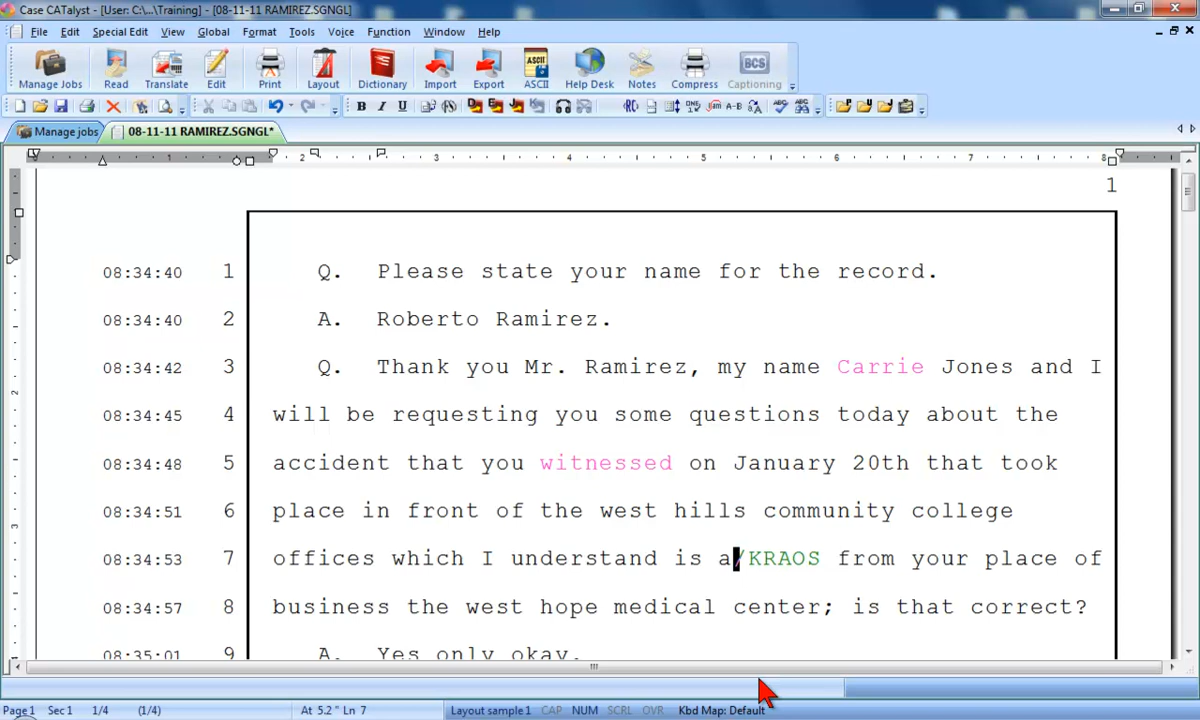 Case CATalyst - [User: C:\...\Training] - [08-11-11 RAMIREZ.SGNGL]
File Edit Special Edit View Global Format Tools Voice Function Window Help
Manage Jobs Read Translate Edit Print Layout Dictionary Import Export ASCII Help Desk Notes Compress Captioning
Manage jobs 08-11-11 RAMIREZ.SGNGL*
1 2 3 4 5 6 7 8
1
08:34:40 1 Q. Please state your name for the record.
08:34:40 2 A. Roberto Ramirez.
08:34:42 3 Q. Thank you Mr. Ramirez, my name Carrie Jones and I
08:34:45 4 will be requesting you some questions today about the
08:34:48 5 accident that you witnessed on January 20th that took
08:34:51 6 place in front of the west hills community college
08:34:53 7 offices which I understand is a/KRAOS from your place of
08:34:57 8 business the west hope medical center; is that correct?
08:35:01 9 A. Yes only okay.
Page 1 Sec 1 1/4 (1/4) At 5.2 " Ln 7 Layout sample1 CAP NUM SCRL OVR Kbd Map: Default